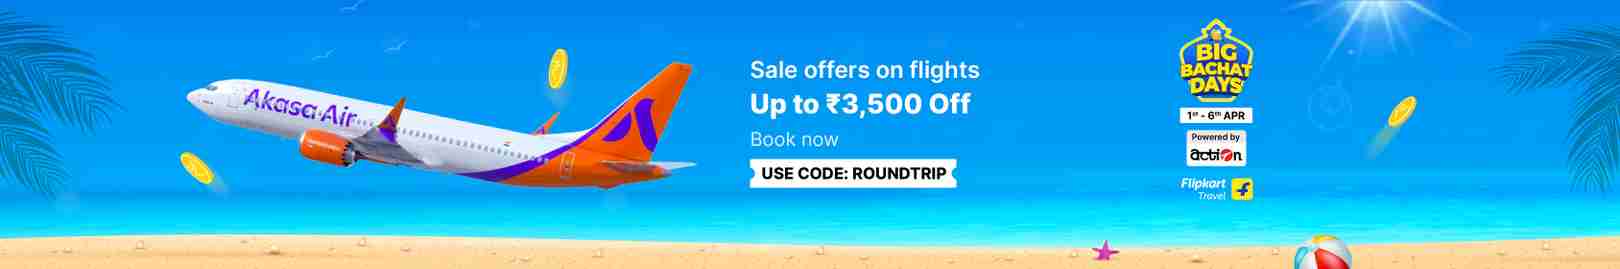 Akasa Air
Sale offers on flights
Up to ₹3,500 Off
Book now
USE CODE: ROUNDTRIP
BIG
BACHAT
DAYS
1st - 6th APR
Powered by
action
Flipkart
Travel